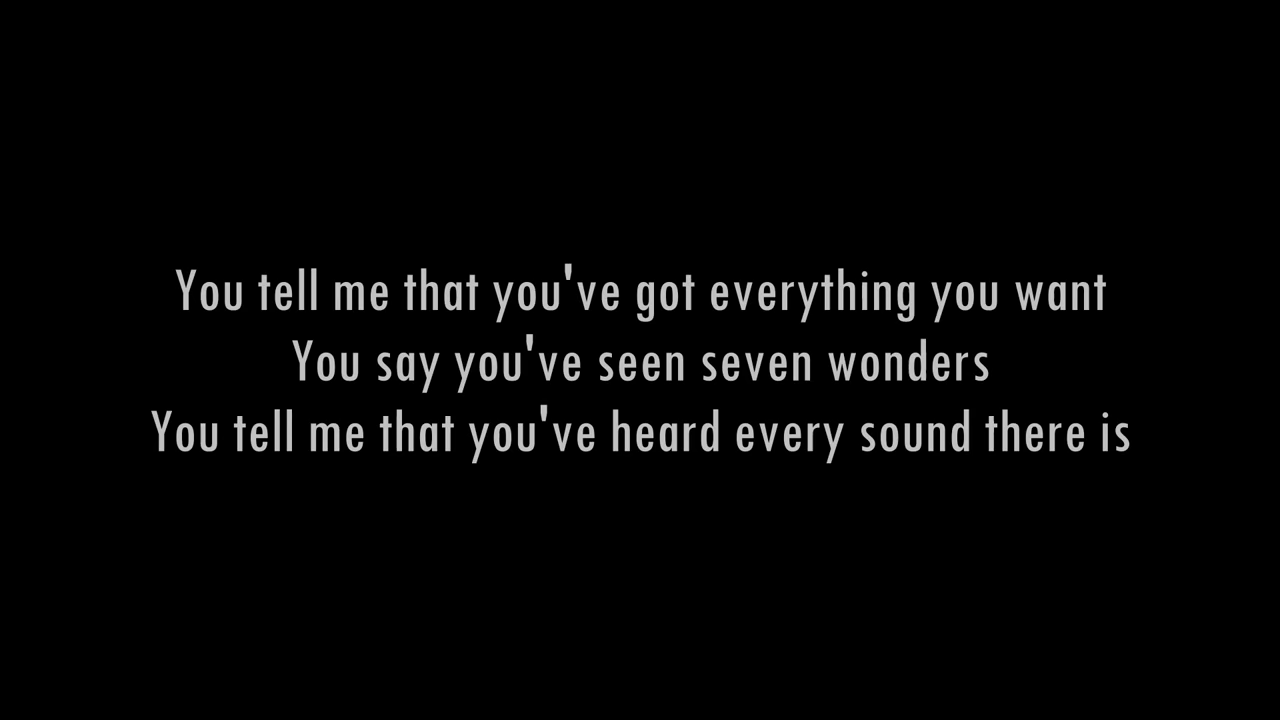 You tell me that you've got everything you want
You say you've seen seven wonders
You tell me that you've heard every sound there is